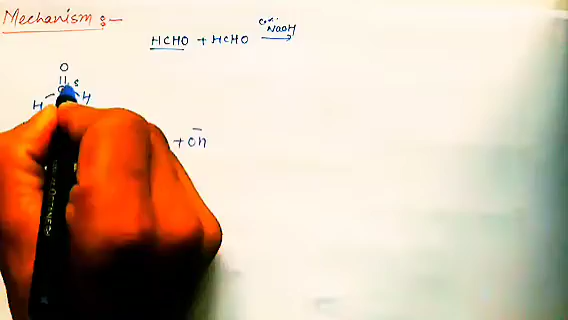 Mechanism :-
HCHO + HCHO conc. NaOH
O
||
C δ
H H
+ OH